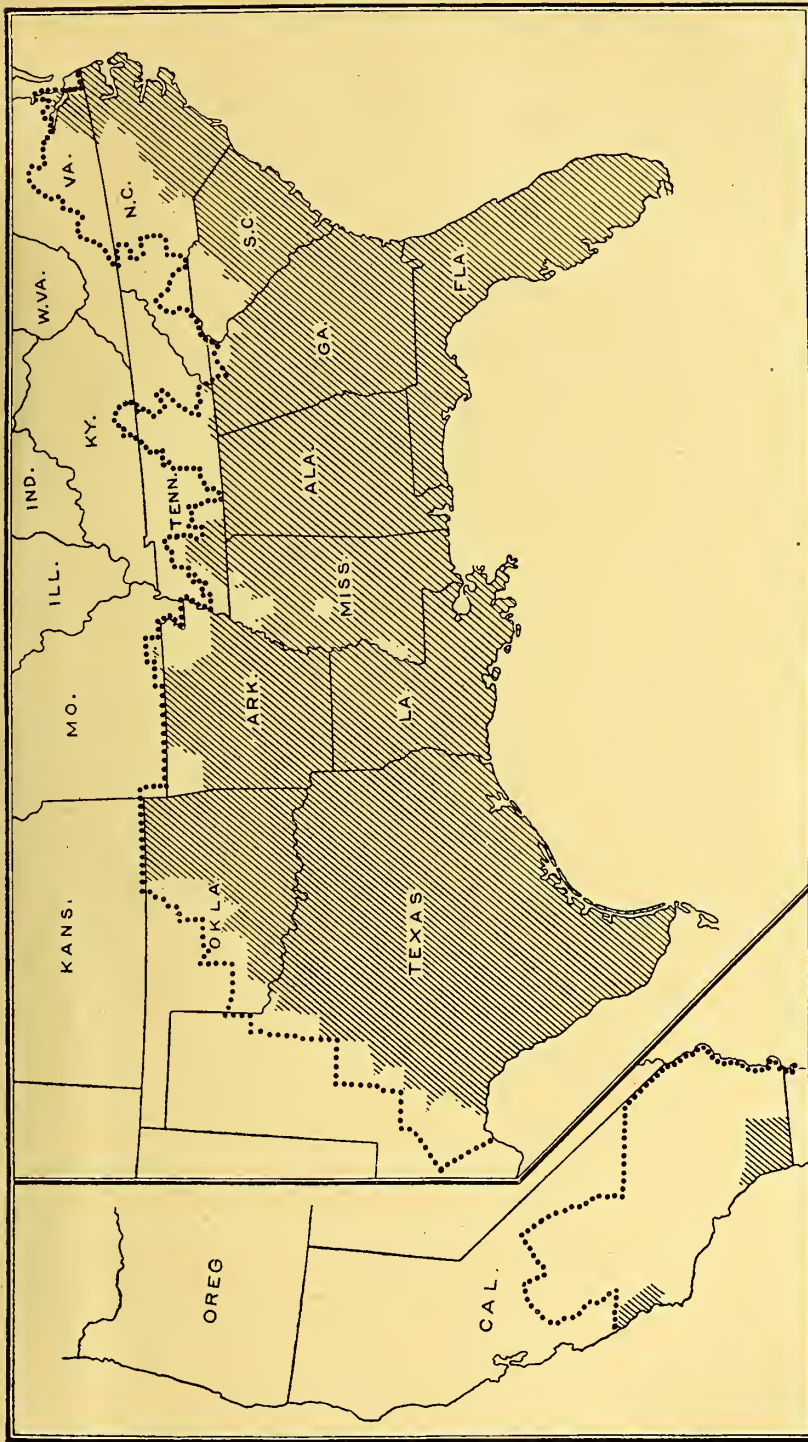 KANS.
MO.
ILL.
IND.
KY.
W.VA.
VA.
N.C.
TENN.
OKLA
ARK.
MISS.
ALA.
GA.
S.C.
TEXAS
LA.
FLA.
OREG
CAL.